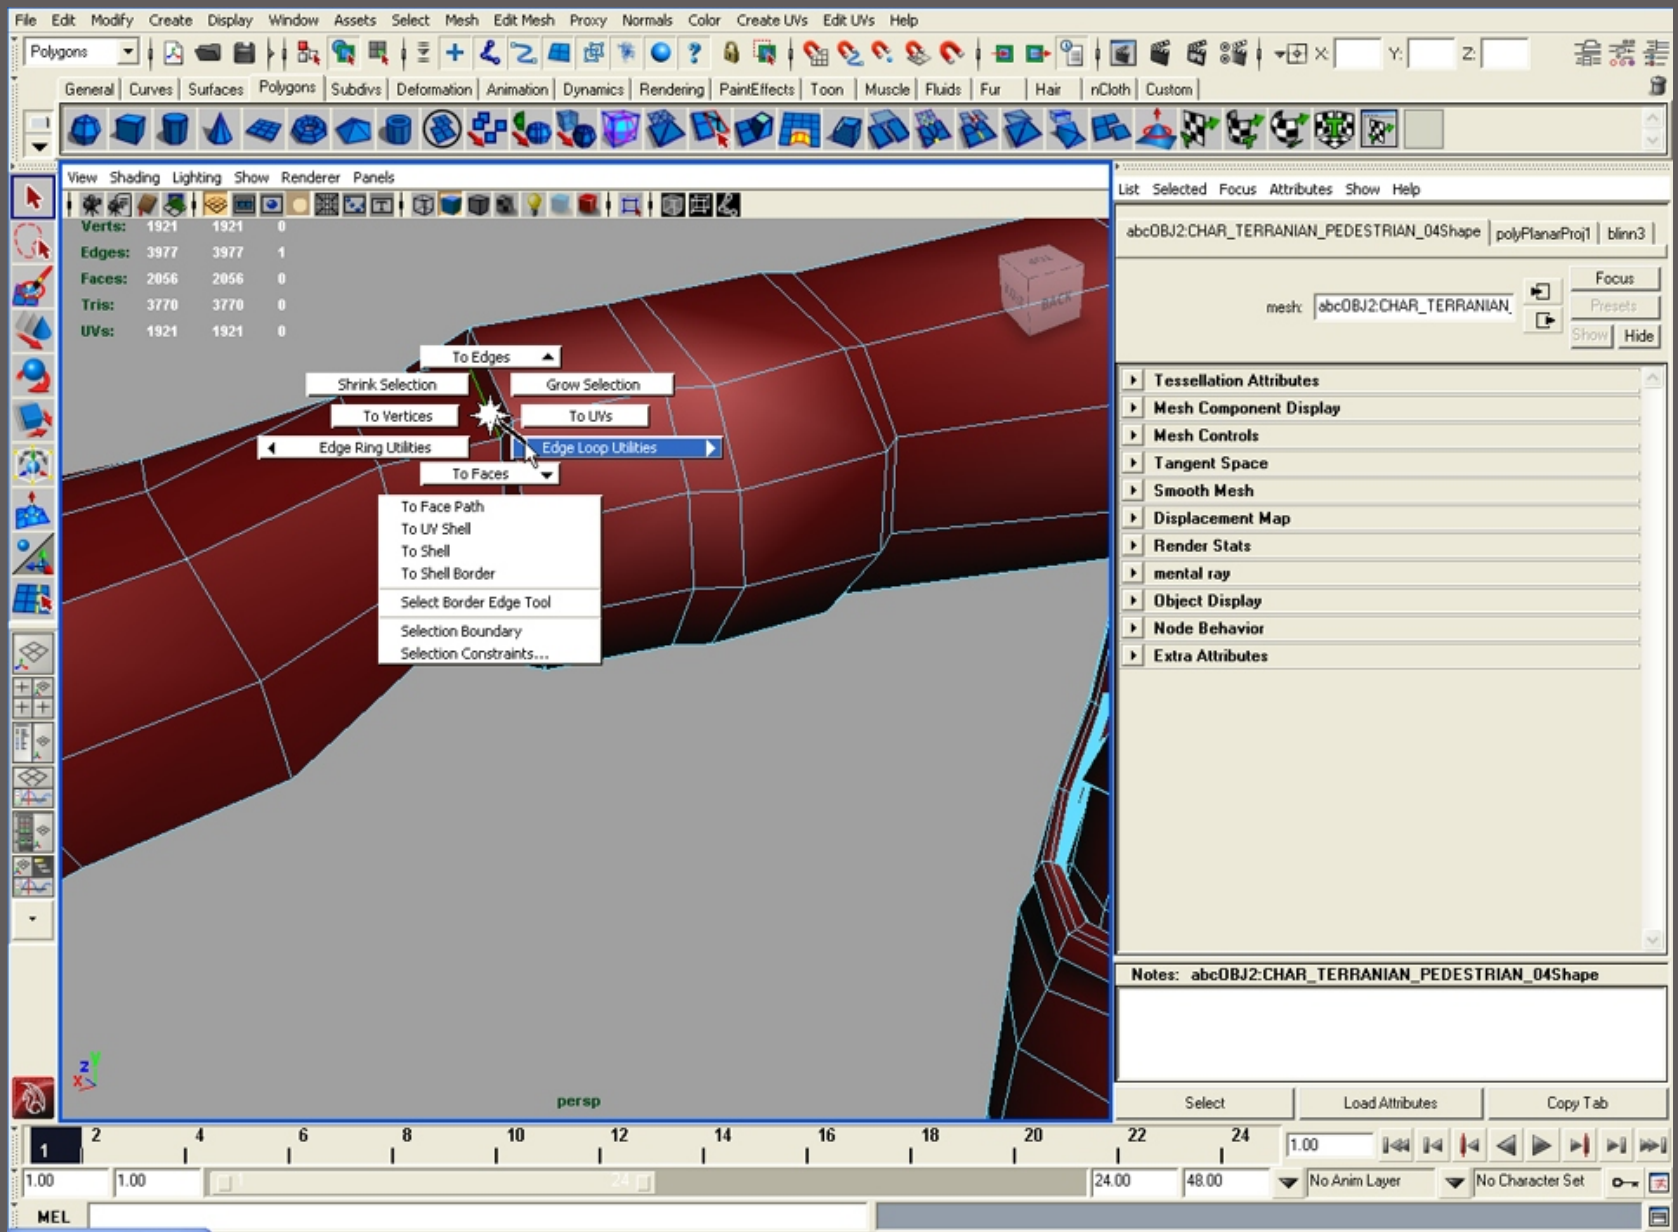 File Edit Modify Create Display Window Assets Select Mesh Edit Mesh Proxy Normals Color Create UVs Edit UVs Help
Polygons X: Y: Z:
General Curves Surfaces Polygons Subdivs Deformation Animation Dynamics Rendering PaintEffects Toon Muscle Fluids Fur Hair nCloth Custom
View Shading Lighting Show Renderer Panels
List Selected Focus Attributes Show Help
Verts: 1921 1921 0
Edges: 3977 3977 1
Faces: 2056 2056 0
Tris: 3770 3770 0
UVs: 1921 1921 0
BACK
To Edges
Shrink Selection Grow Selection
To Vertices To UVs
Edge Ring Utilities Edge Loop Utilities
To Faces
To Face Path
To UV Shell
To Shell
To Shell Border
Select Border Edge Tool
Selection Boundary
Selection Constraints...
z y
x
persp
abcOBJ2:CHAR_TERRANIAN_PEDESTRIAN_04Shape polyPlanarProj1 blinn3
Focus
mesh: abcOBJ2:CHAR_TERRANIAN_ Presets
Show Hide
Tessellation Attributes
Mesh Component Display
Mesh Controls
Tangent Space
Smooth Mesh
Displacement Map
Render Stats
mental ray
Object Display
Node Behavior
Extra Attributes
Notes: abcOBJ2:CHAR_TERRANIAN_PEDESTRIAN_04Shape
Select Load Attributes Copy Tab
1 2 4 6 8 10 12 14 16 18 20 22 24 1.00
1.00 1.00 1 24 24.00 48.00 No Anim Layer No Character Set
MEL